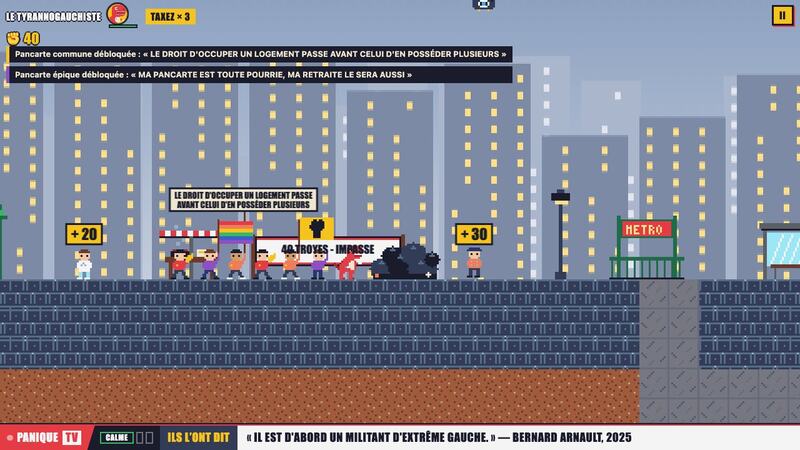 LE TYRANNOGAUCHISTE
TAXEZ × 3
40
Pancarte commune débloquée : « LE DROIT D'OCCUPER UN LOGEMENT PASSE AVANT CELUI D'EN POSSÉDER PLUSIEURS »
Pancarte épique débloquée : « MA PANCARTE EST TOUTE POURRIE, MA RETRAITE LE SERA AUSSI »
LE DROIT D'OCCUPER UN LOGEMENT PASSE
AVANT CELUI D'EN POSSÉDER PLUSIEURS
+ 20
40 TROYES - IMPASSE
+ 30
METRO
PANIQUE TV
CALME
ILS L'ONT DIT
« IL EST D'ABORD UN MILITANT D'EXTRÊME GAUCHE. » — BERNARD ARNAULT, 2025